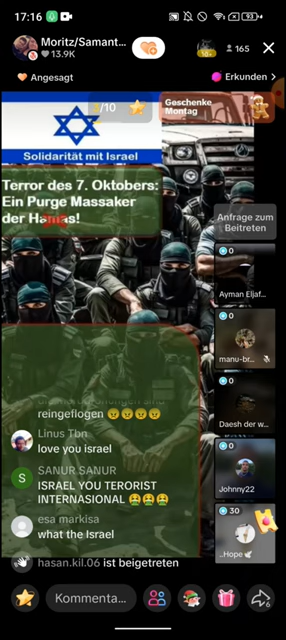 17:16
93
Moritz/Samant...
13.9K
165
Angesagt
Erkunden >
/10
Geschenke
Montag
Solidarität mit Israel
Terror des 7. Oktobers:
Ein Purge Massaker
der Hamas!
Anfrage zum
Beitreten
0
Ayman Eljaf...
0
manu-br...
0
Daesh der w...
0
Johnny22
30
..Hope🕊
reingeflogen 😠😠😠😠
Linus Tbn
love you israel
S
SANUR SANUR
ISRAEL YOU TERORIST
INTERNASIONAL 🤮🤮🤮
esa markisa
what the Israel
hasan.kil.06 ist beigetreten
Kommenta...
6